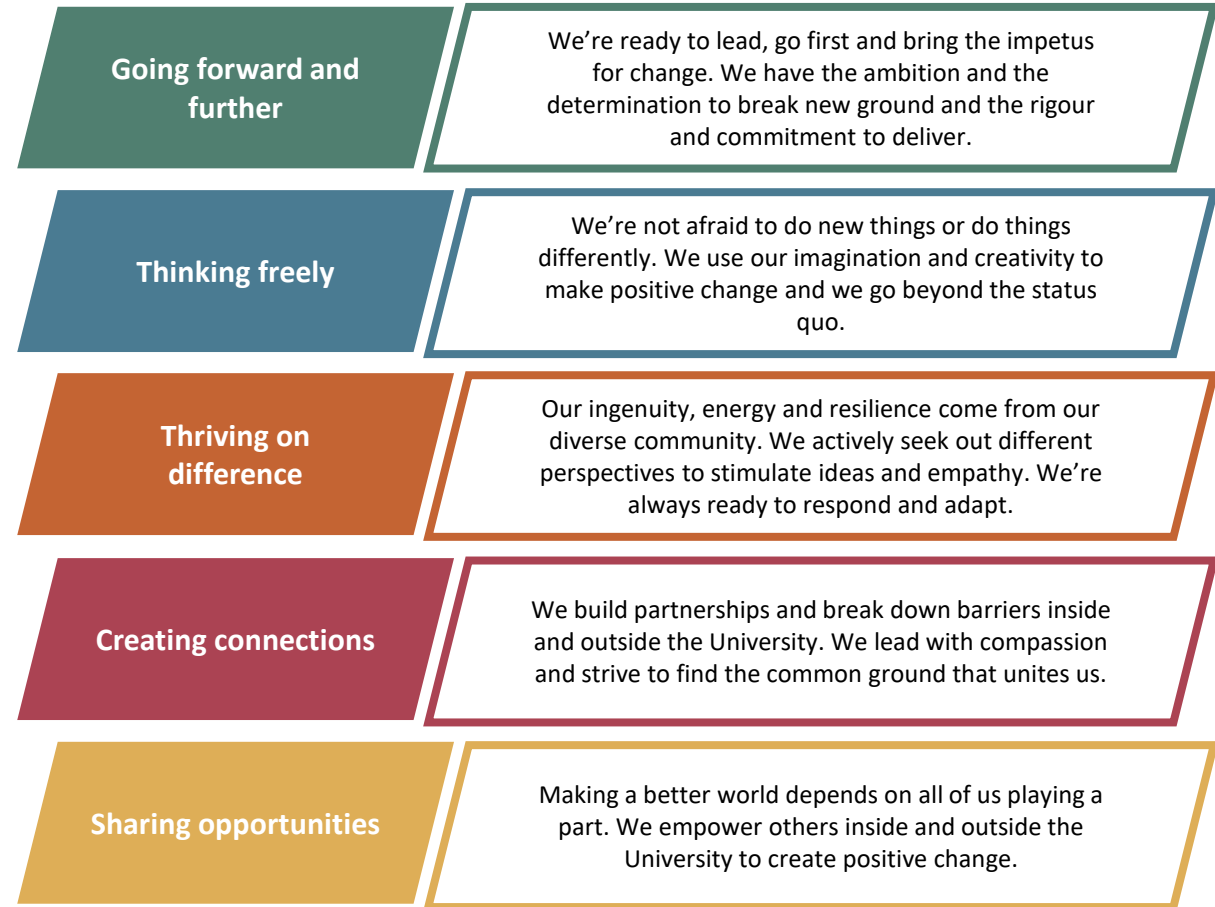 Going forward and
further
We’re ready to lead, go first and bring the impetus
for change. We have the ambition and the
determination to break new ground and the rigour
and commitment to deliver.
Thinking freely
We’re not afraid to do new things or do things
differently. We use our imagination and creativity to
make positive change and we go beyond the status
quo.
Thriving on
difference
Our ingenuity, energy and resilience come from our
diverse community. We actively seek out different
perspectives to stimulate ideas and empathy. We’re
always ready to respond and adapt.
Creating connections
We build partnerships and break down barriers inside
and outside the University. We lead with compassion
and strive to find the common ground that unites us.
Sharing opportunities
Making a better world depends on all of us playing a
part. We empower others inside and outside the
University to create positive change.